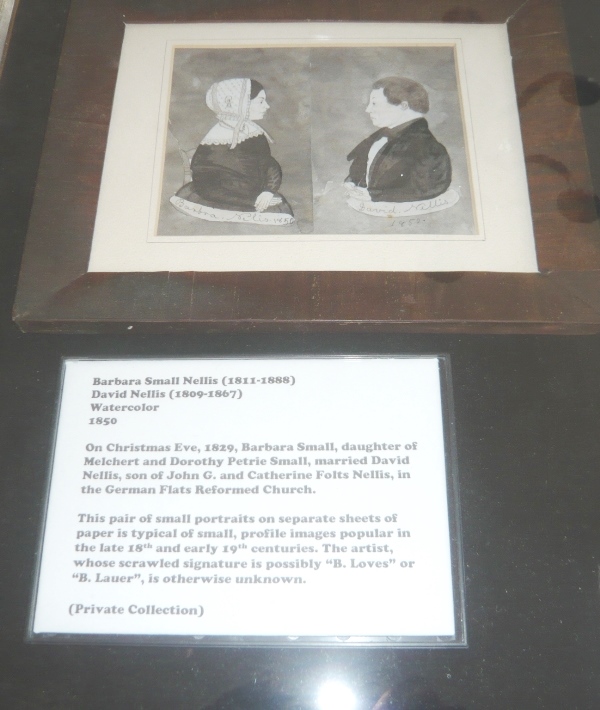 Barbra Nellis 1850
David Nellis
1850
Barbara Small Nellis (1811-1888)
David Nellis (1809-1867)
Watercolor
1850
On Christmas Eve, 1829, Barbara Small, daughter of
Melchert and Dorothy Petrie Small, married David
Nellis, son of John G. and Catherine Folts Nellis, in
the German Flats Reformed Church.
This pair of small portraits on separate sheets of
paper is typical of small, profile images popular in
the late 18th and early 19th centuries. The artist,
whose scrawled signature is possibly “B. Loves” or
“B. Lauer”, is otherwise unknown.
(Private Collection)